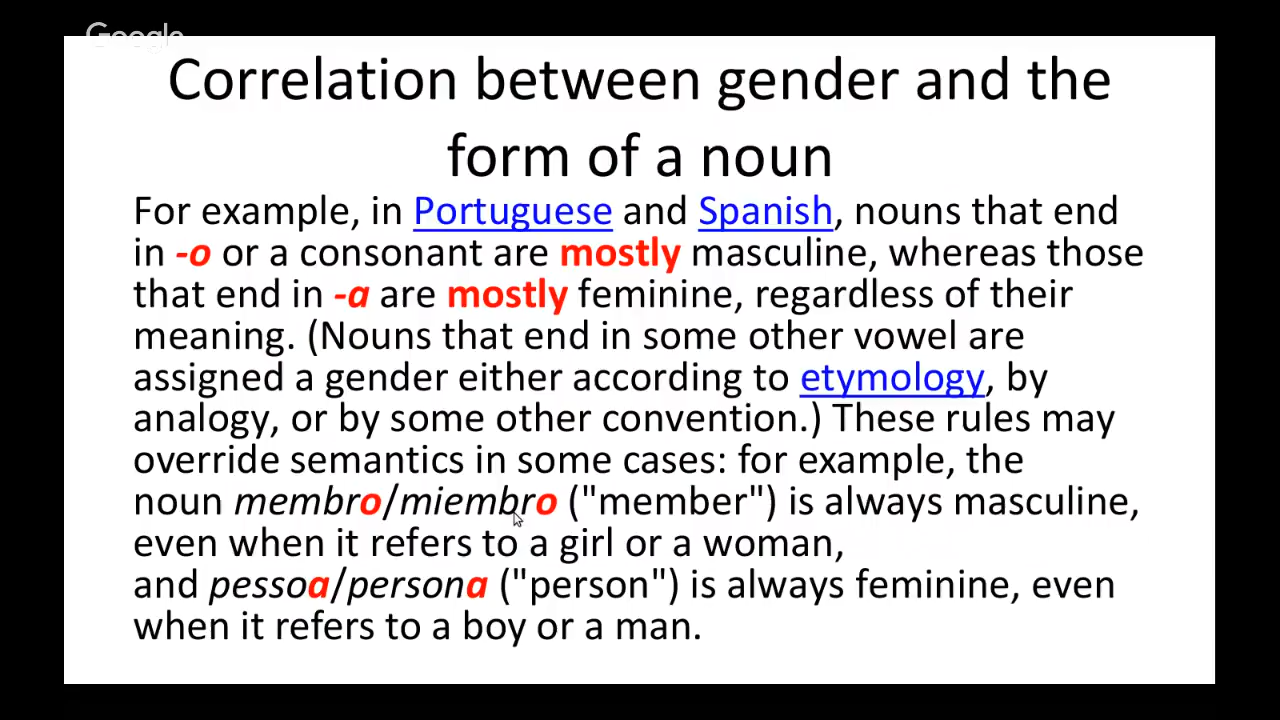 Google
Correlation between gender and the
form of a noun
For example, in Portuguese and Spanish, nouns that end
in -o or a consonant are mostly masculine, whereas those
that end in -a are mostly feminine, regardless of their
meaning. (Nouns that end in some other vowel are
assigned a gender either according to etymology, by
analogy, or by some other convention.) These rules may
override semantics in some cases: for example, the
noun membro/miembro ("member") is always masculine,
even when it refers to a girl or a woman,
and pessoa/persona ("person") is always feminine, even
when it refers to a boy or a man.